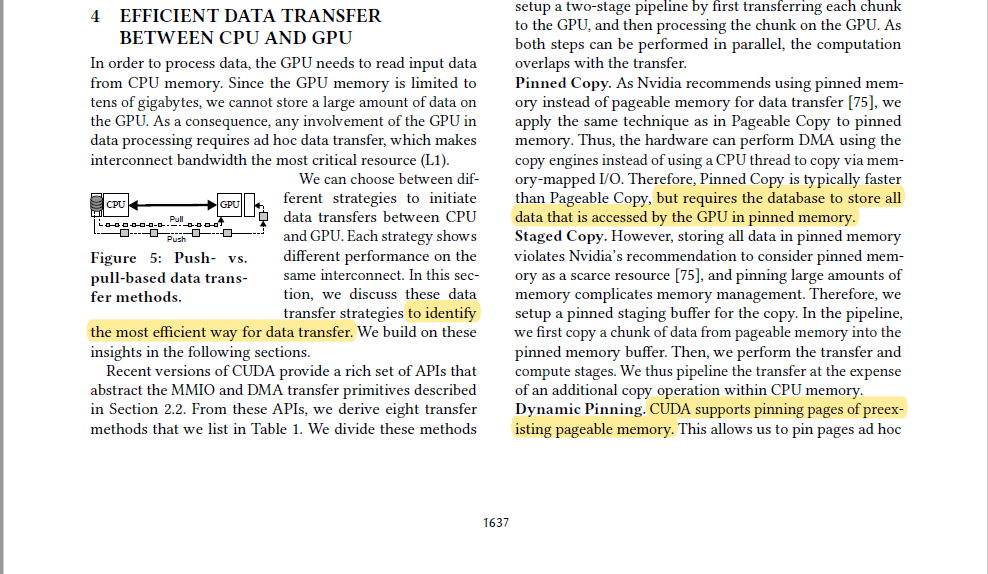 4 EFFICIENT DATA TRANSFER
BETWEEN CPU AND GPU
In order to process data, the GPU needs to read input data
from CPU memory. Since the GPU memory is limited to
tens of gigabytes, we cannot store a large amount of data on
the GPU. As a consequence, any involvement of the GPU in
data processing requires ad hoc data transfer, which makes
interconnect bandwidth the most critical resource (L1).
CPU
GPU
Pull
Push
Figure 5: Push- vs.
pull-based data trans-
fer methods.
We can choose between dif-
ferent strategies to initiate
data transfers between CPU
and GPU. Each strategy shows
different performance on the
same interconnect. In this sec-
tion, we discuss these data
transfer strategies to identify
the most efficient way for data transfer. We build on these
insights in the following sections.
Recent versions of CUDA provide a rich set of APIs that
abstract the MMIO and DMA transfer primitives described
in Section 2.2. From these APIs, we derive eight transfer
methods that we list in Table 1. We divide these methods
setup a two-stage pipeline by first transferring each chunk
to the GPU, and then processing the chunk on the GPU. As
both steps can be performed in parallel, the computation
overlaps with the transfer.
Pinned Copy. As Nvidia recommends using pinned mem-
ory instead of pageable memory for data transfer [75], we
apply the same technique as in Pageable Copy to pinned
memory. Thus, the hardware can perform DMA using the
copy engines instead of using a CPU thread to copy via mem-
ory-mapped I/O. Therefore, Pinned Copy is typically faster
than Pageable Copy, but requires the database to store all
data that is accessed by the GPU in pinned memory.
Staged Copy. However, storing all data in pinned memory
violates Nvidia's recommendation to consider pinned mem-
ory as a scarce resource [75], and pinning large amounts of
memory complicates memory management. Therefore, we
setup a pinned staging buffer for the copy. In the pipeline,
we first copy a chunk of data from pageable memory into the
pinned memory buffer. Then, we perform the transfer and
compute stages. We thus pipeline the transfer at the expense
of an additional copy operation within CPU memory.
Dynamic Pinning. CUDA supports pinning pages of preex-
isting pageable memory. This allows us to pin pages ad hoc
1637